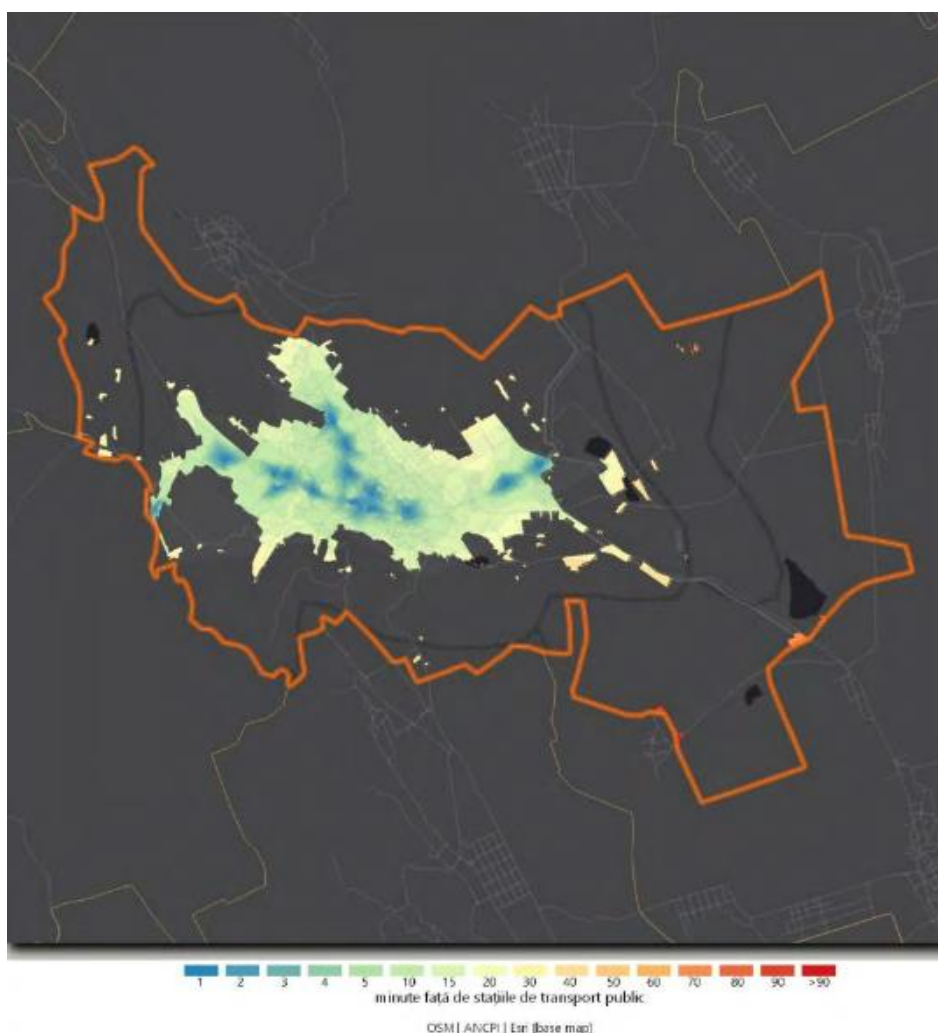 1 2 3 4 5 10 15 20 30 40 50 60 70 80 90 >90
minute față de stațiile de transport public
OSM | ANCPI | Esri [base map]